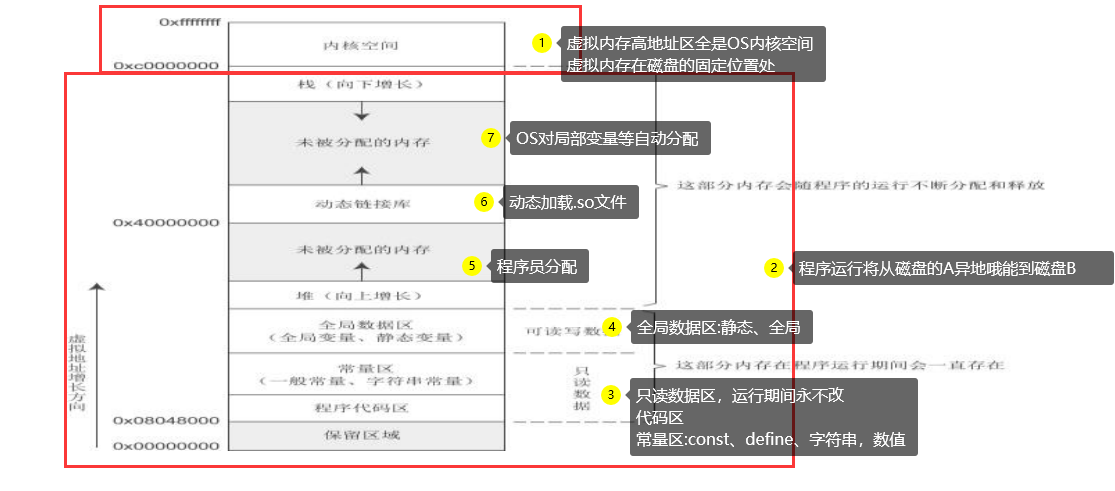 0xffffffff
内核空间
1
虚拟内存高地址区全是OS内核空间
虚拟内存在磁盘的固定位置处
0xc0000000
栈（向下增长）
未被分配的内存
7
OS对局部变量等自动分配
这部分内存会随程序的运行不断分配和释放
动态链接库
6
动态加载.so文件
0x40000000
未被分配的内存
5
程序员分配
2
程序运行将从磁盘的A异地哦能到磁盘B
堆（向上增长）
全局数据区
（全局变量、静态变量）
可读写数
4
全局数据区:静态、全局
虚拟地址增长方向
常量区
（一般常量、字符串常量）
只读数据
这部分内存在程序运行期间会一直存在
3
只读数据区，运行期间永不改
代码区
常量区:const、define、字符串，数值
程序代码区
0x08048000
保留区域
0x00000000